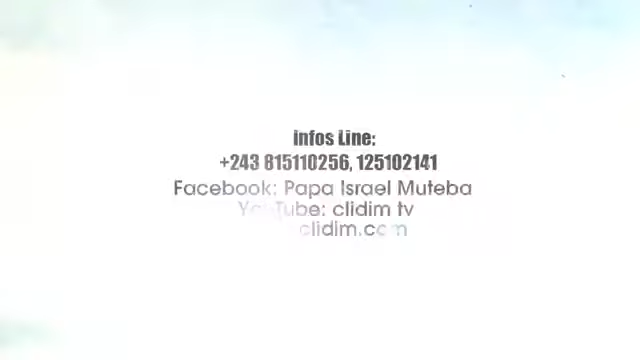 Infos Line:
+243 815110256, 125102141
Facebook: Papa Israel Muteba
YouTube: clidim tv
clidim.com